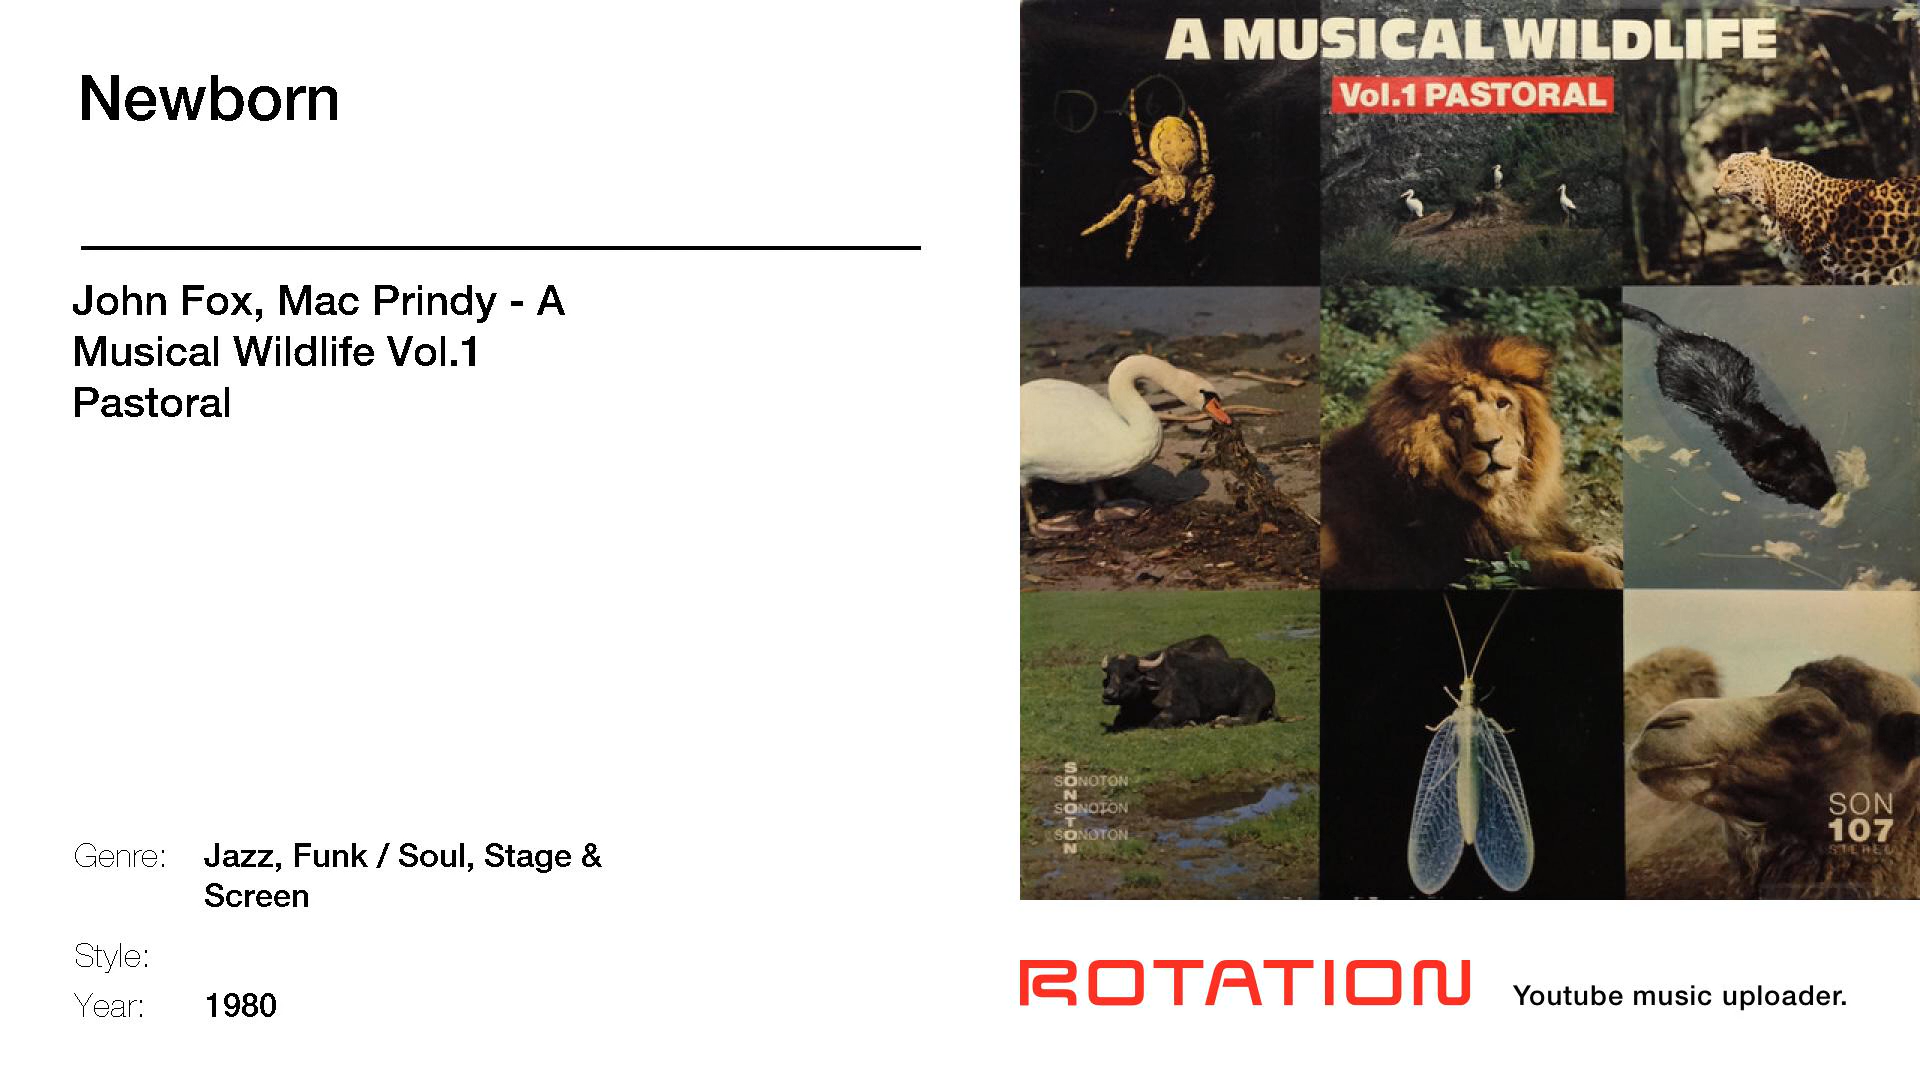 Newborn
John Fox, Mac Prindy - A
Musical Wildlife Vol.1
Pastoral
Genre: Jazz, Funk / Soul, Stage &
Screen
Style:
Year: 1980
A MUSICAL WILDLIFE
Vol.1 PASTORAL
SONOTON
SONOTON
SONOTON
SONOTON
SON
107
STEREO
ROTATION
Youtube music uploader.